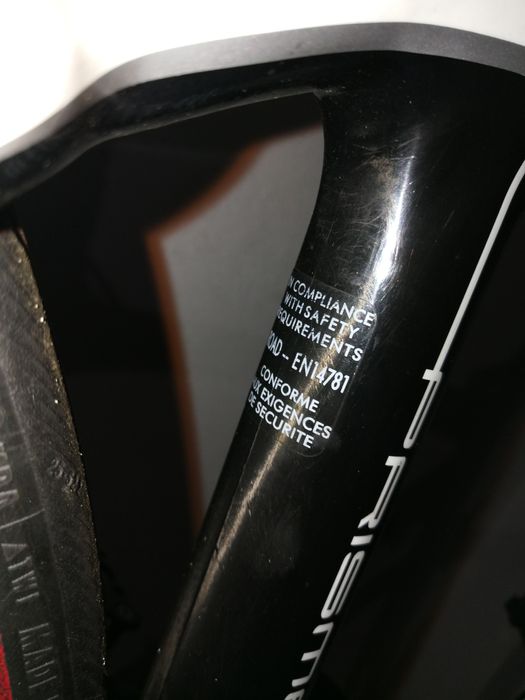 IN COMPLIANCE
WITH SAFETY
REQUIREMENTS
ROAD - EN14781
CONFORME
AUX EXIGENCES
DE SECURITE
PRISM